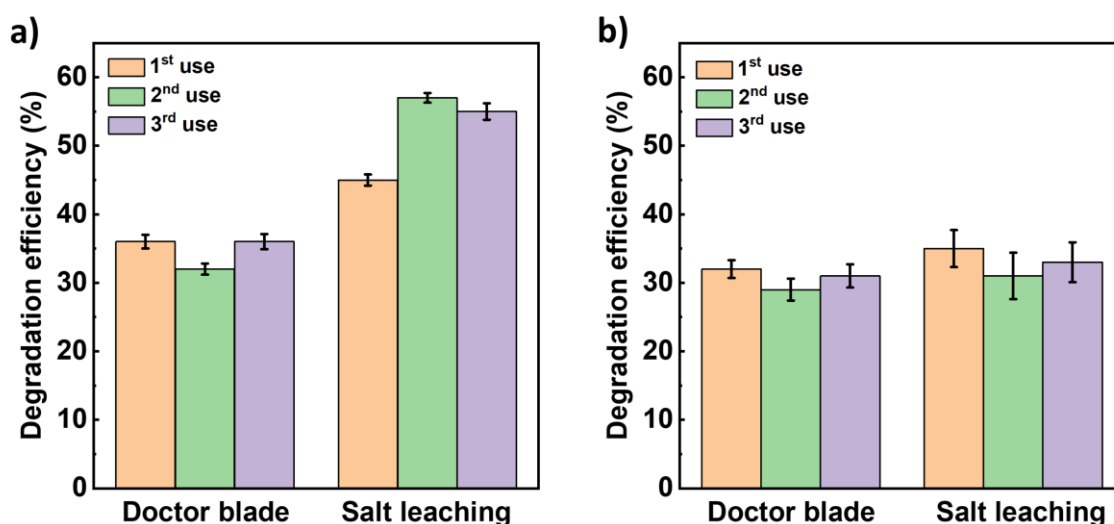 a)
Degradation efficiency (%)
60
50
40
30
20
10
0
1st use
2nd use
3rd use
Doctor blade
Salt leaching
b)
Degradation efficiency (%)
60
50
40
30
20
10
0
1st use
2nd use
3rd use
Doctor blade
Salt leaching